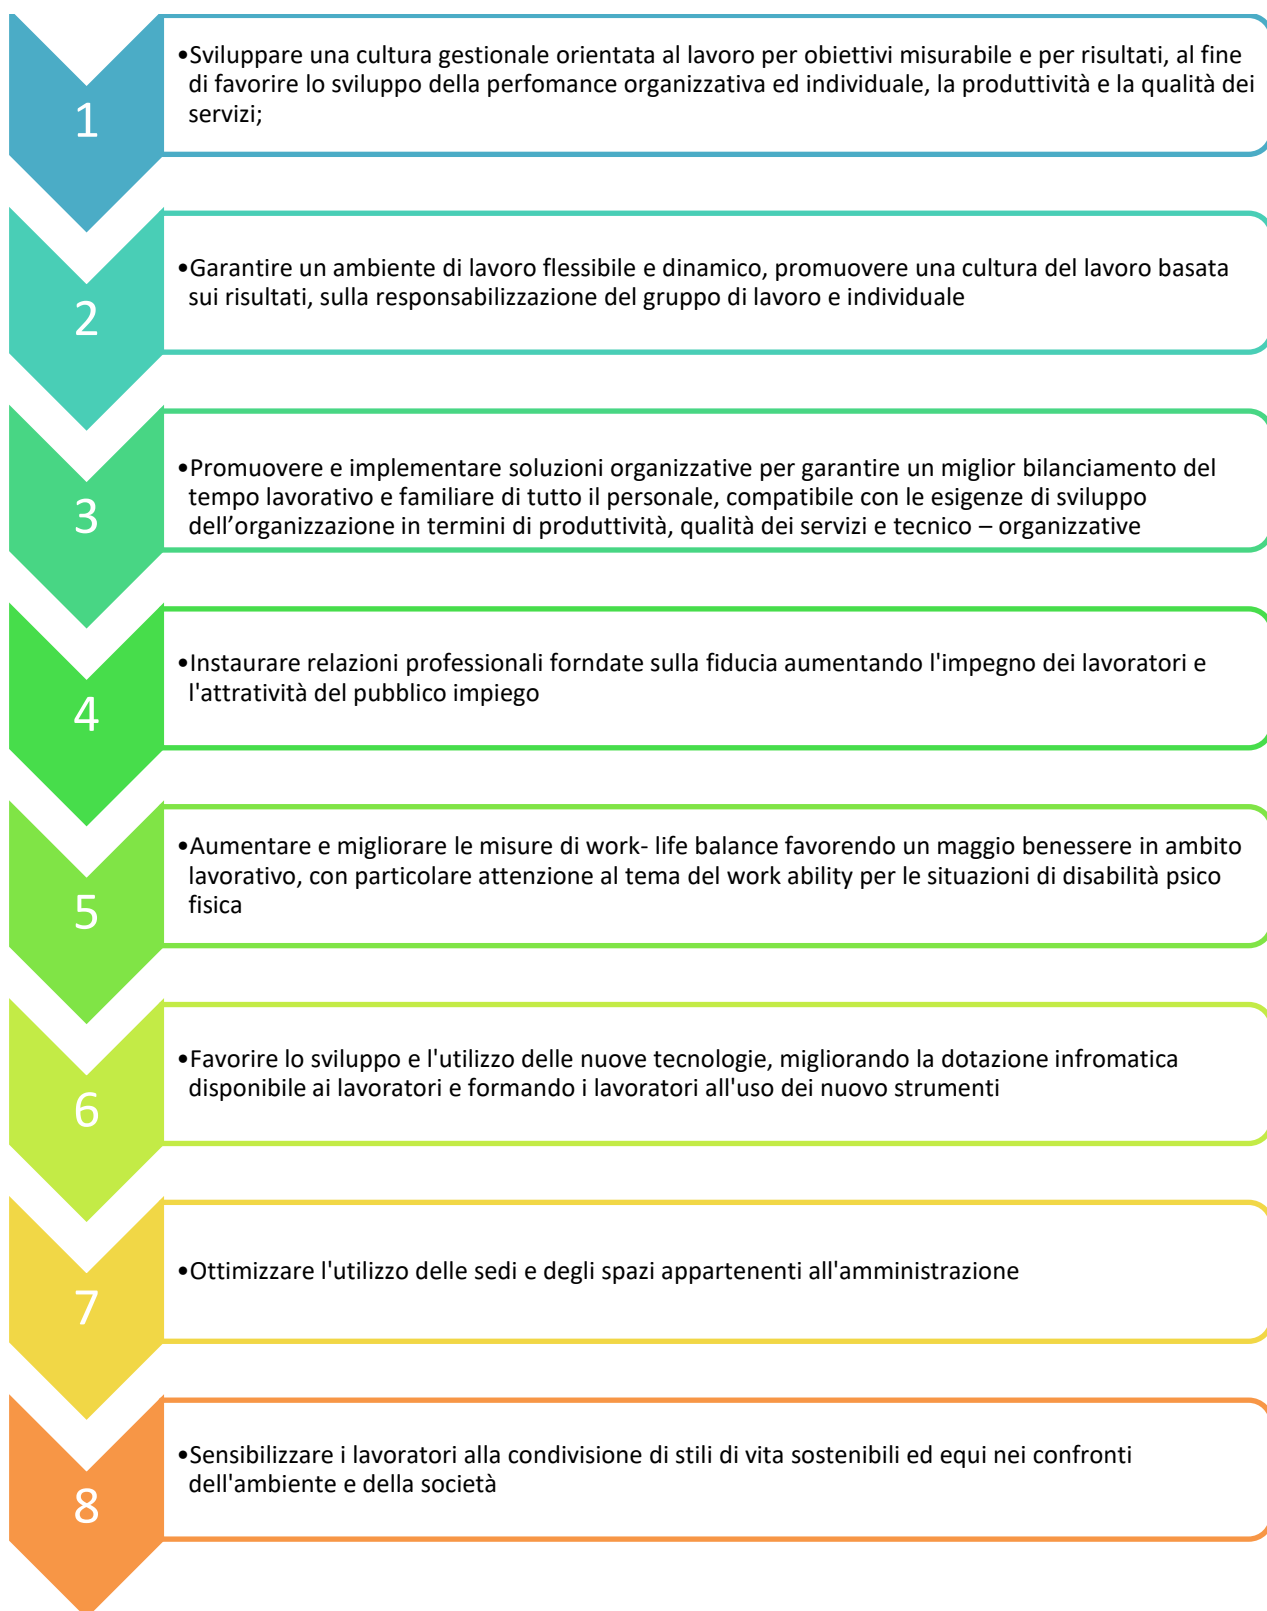 1
•Sviluppare una cultura gestionale orientata al lavoro per obiettivi misurabile e per risultati, al fine
di favorire lo sviluppo della perfomance organizzativa ed individuale, la produttività e la qualità dei
servizi;
2
•Garantire un ambiente di lavoro flessibile e dinamico, promuovere una cultura del lavoro basata
sui risultati, sulla responsabilizzazione del gruppo di lavoro e individuale
3
•Promuovere e implementare soluzioni organizzative per garantire un miglior bilanciamento del
tempo lavorativo e familiare di tutto il personale, compatibile con le esigenze di sviluppo
dell’organizzazione in termini di produttività, qualità dei servizi e tecnico – organizzative
4
•Instaurare relazioni professionali forndate sulla fiducia aumentando l'impegno dei lavoratori e
l'attratività del pubblico impiego
5
•Aumentare e migliorare le misure di work- life balance favorendo un maggio benessere in ambito
lavorativo, con particolare attenzione al tema del work ability per le situazioni di disabilità psico
fisica
6
•Favorire lo sviluppo e l'utilizzo delle nuove tecnologie, migliorando la dotazione infromatica
disponibile ai lavoratori e formando i lavoratori all'uso dei nuovo strumenti
7
•Ottimizzare l'utilizzo delle sedi e degli spazi appartenenti all'amministrazione
8
•Sensibilizzare i lavoratori alla condivisione di stili di vita sostenibili ed equi nei confronti
dell'ambiente e della società